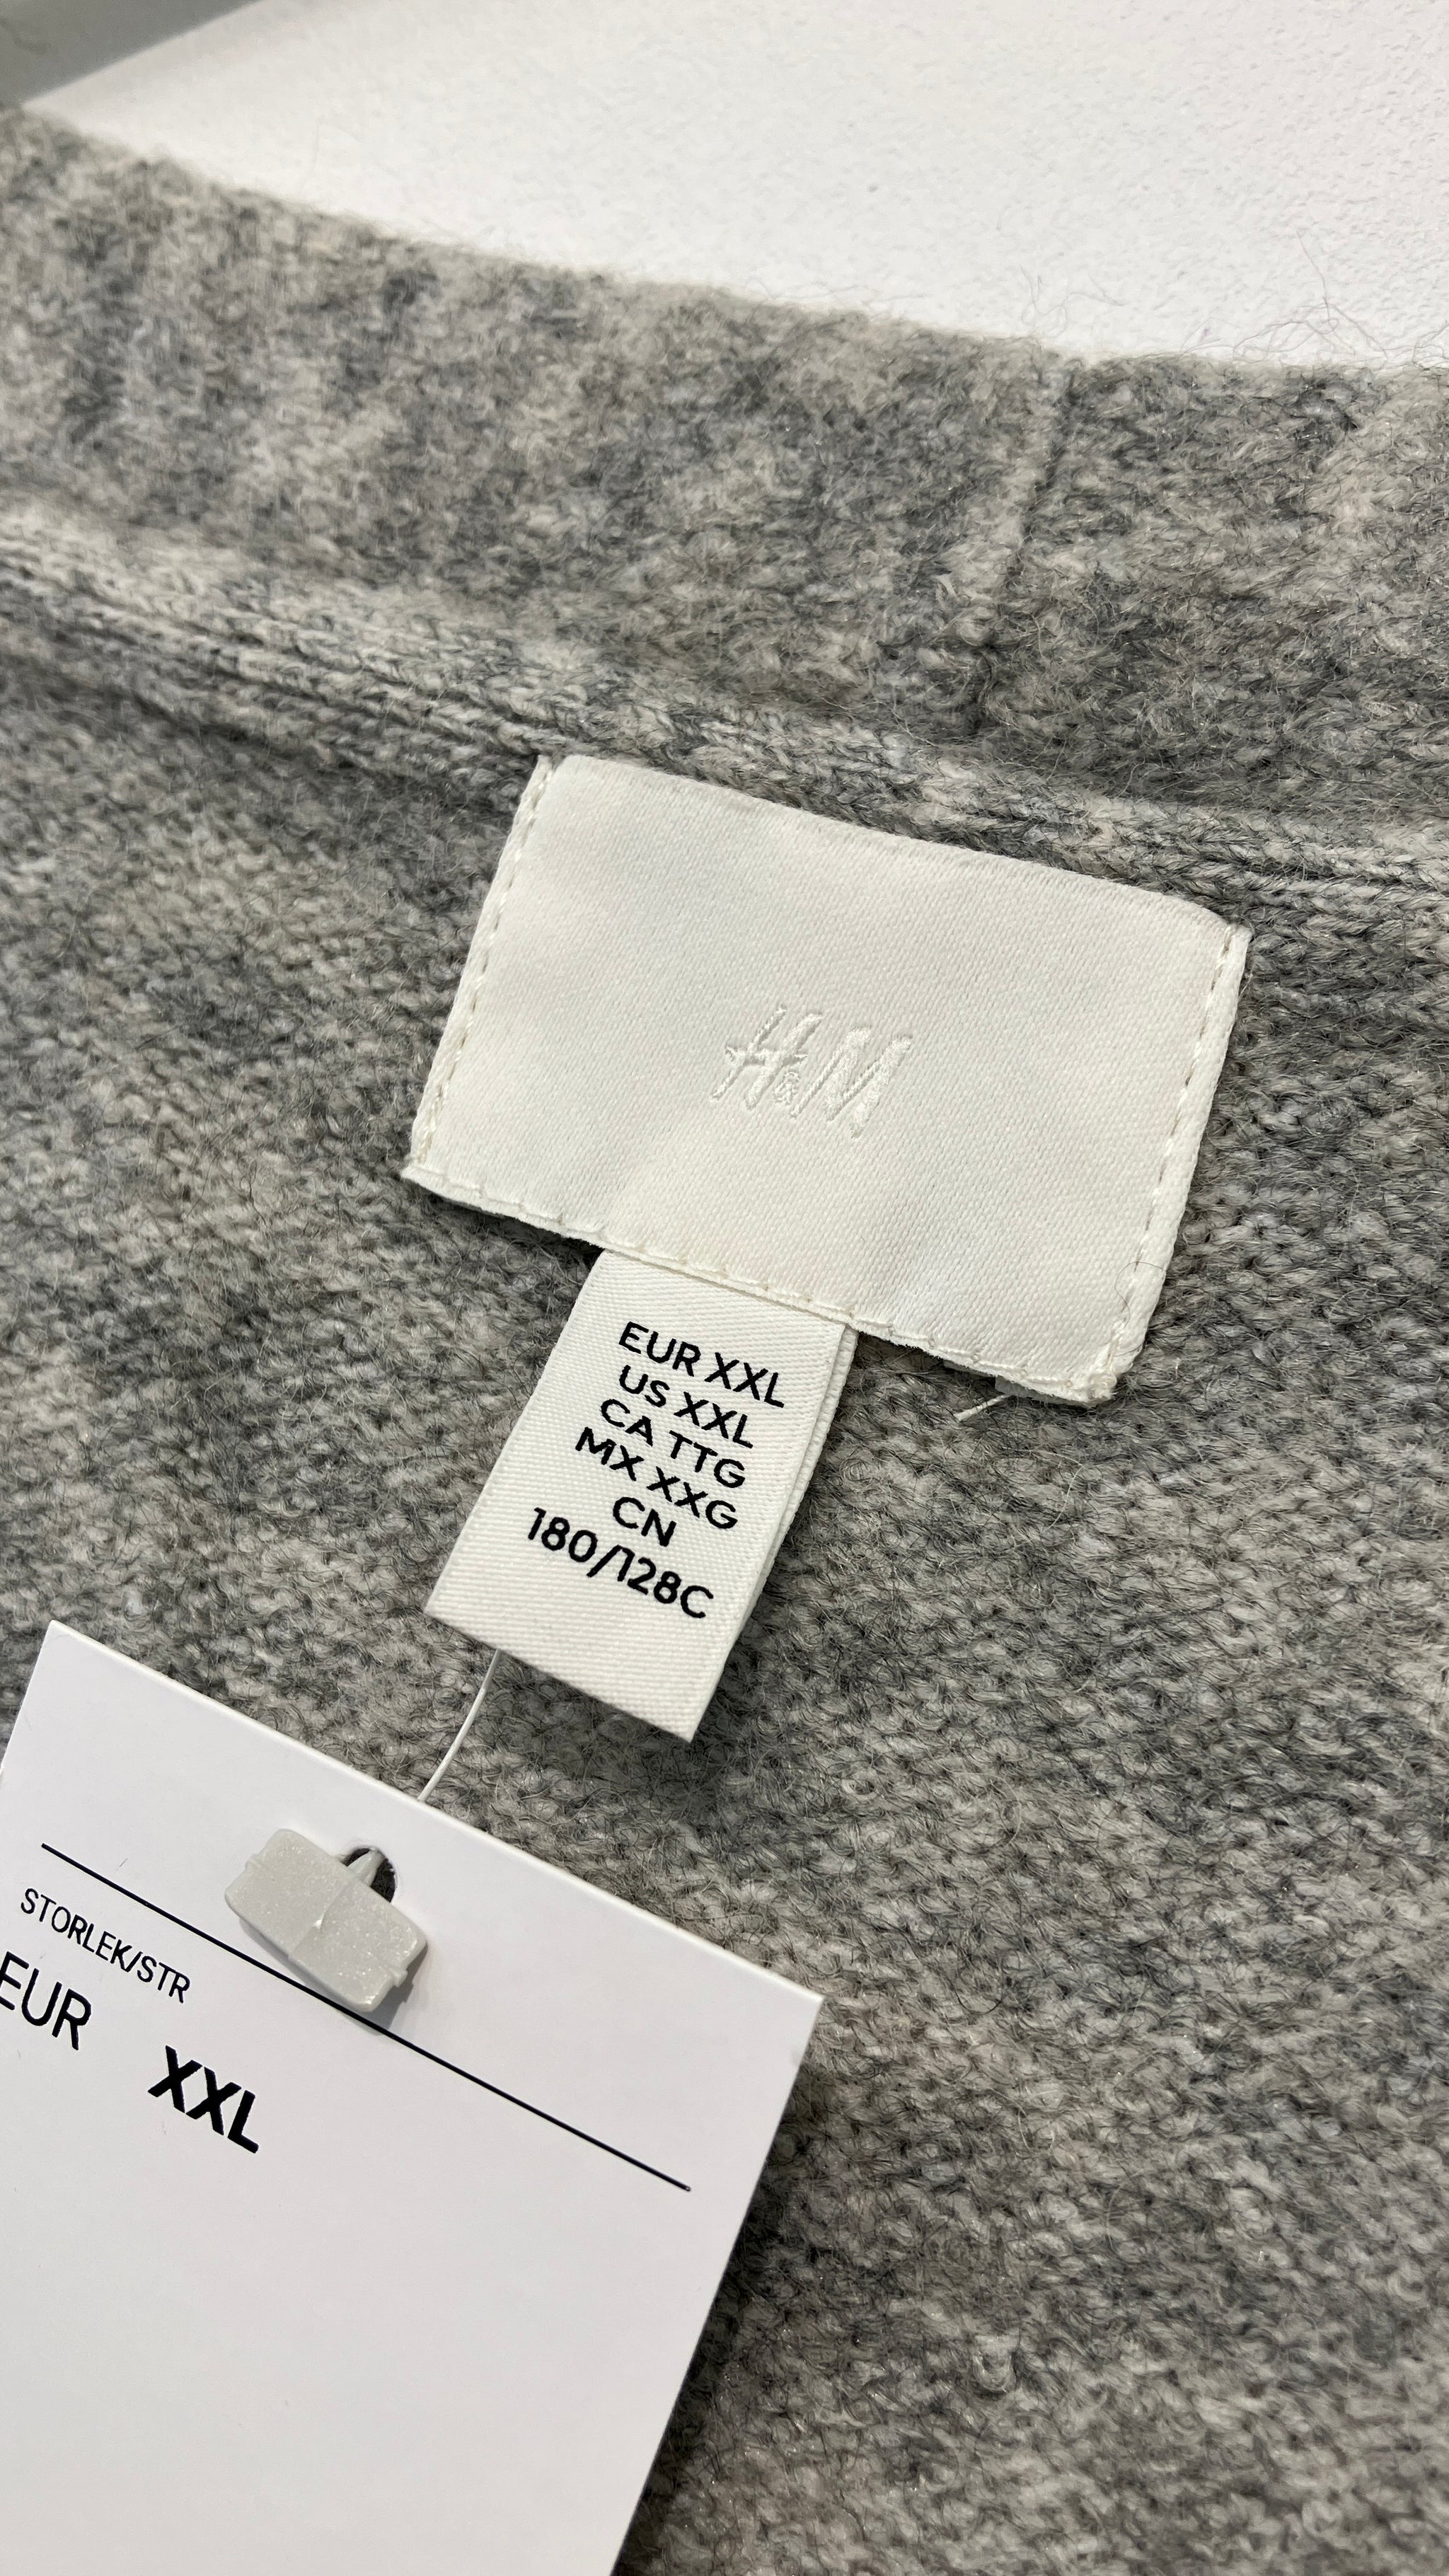 H&M
EUR XXL
US XXL
CA TTG
MX XXG
CN
180/128C
STORLEK/STR
EUR XXL